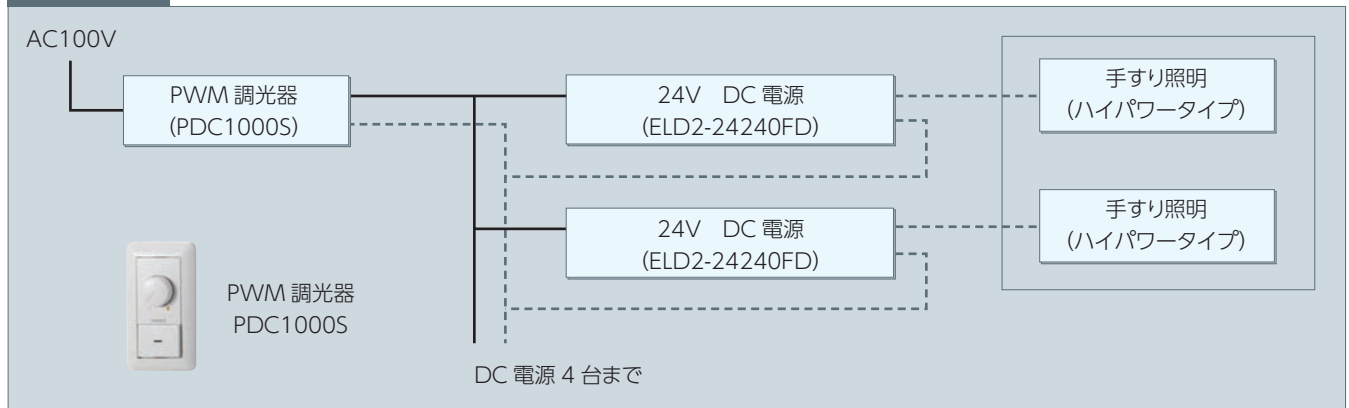 AC100V
PWM 調光器
(PDC1000S)
24V　DC 電源
(ELD2-24240FD)
手すり照明
(ハイパワータイプ)
24V　DC 電源
(ELD2-24240FD)
手すり照明
(ハイパワータイプ)
PWM 調光器
PDC1000S
DC 電源 4 台まで